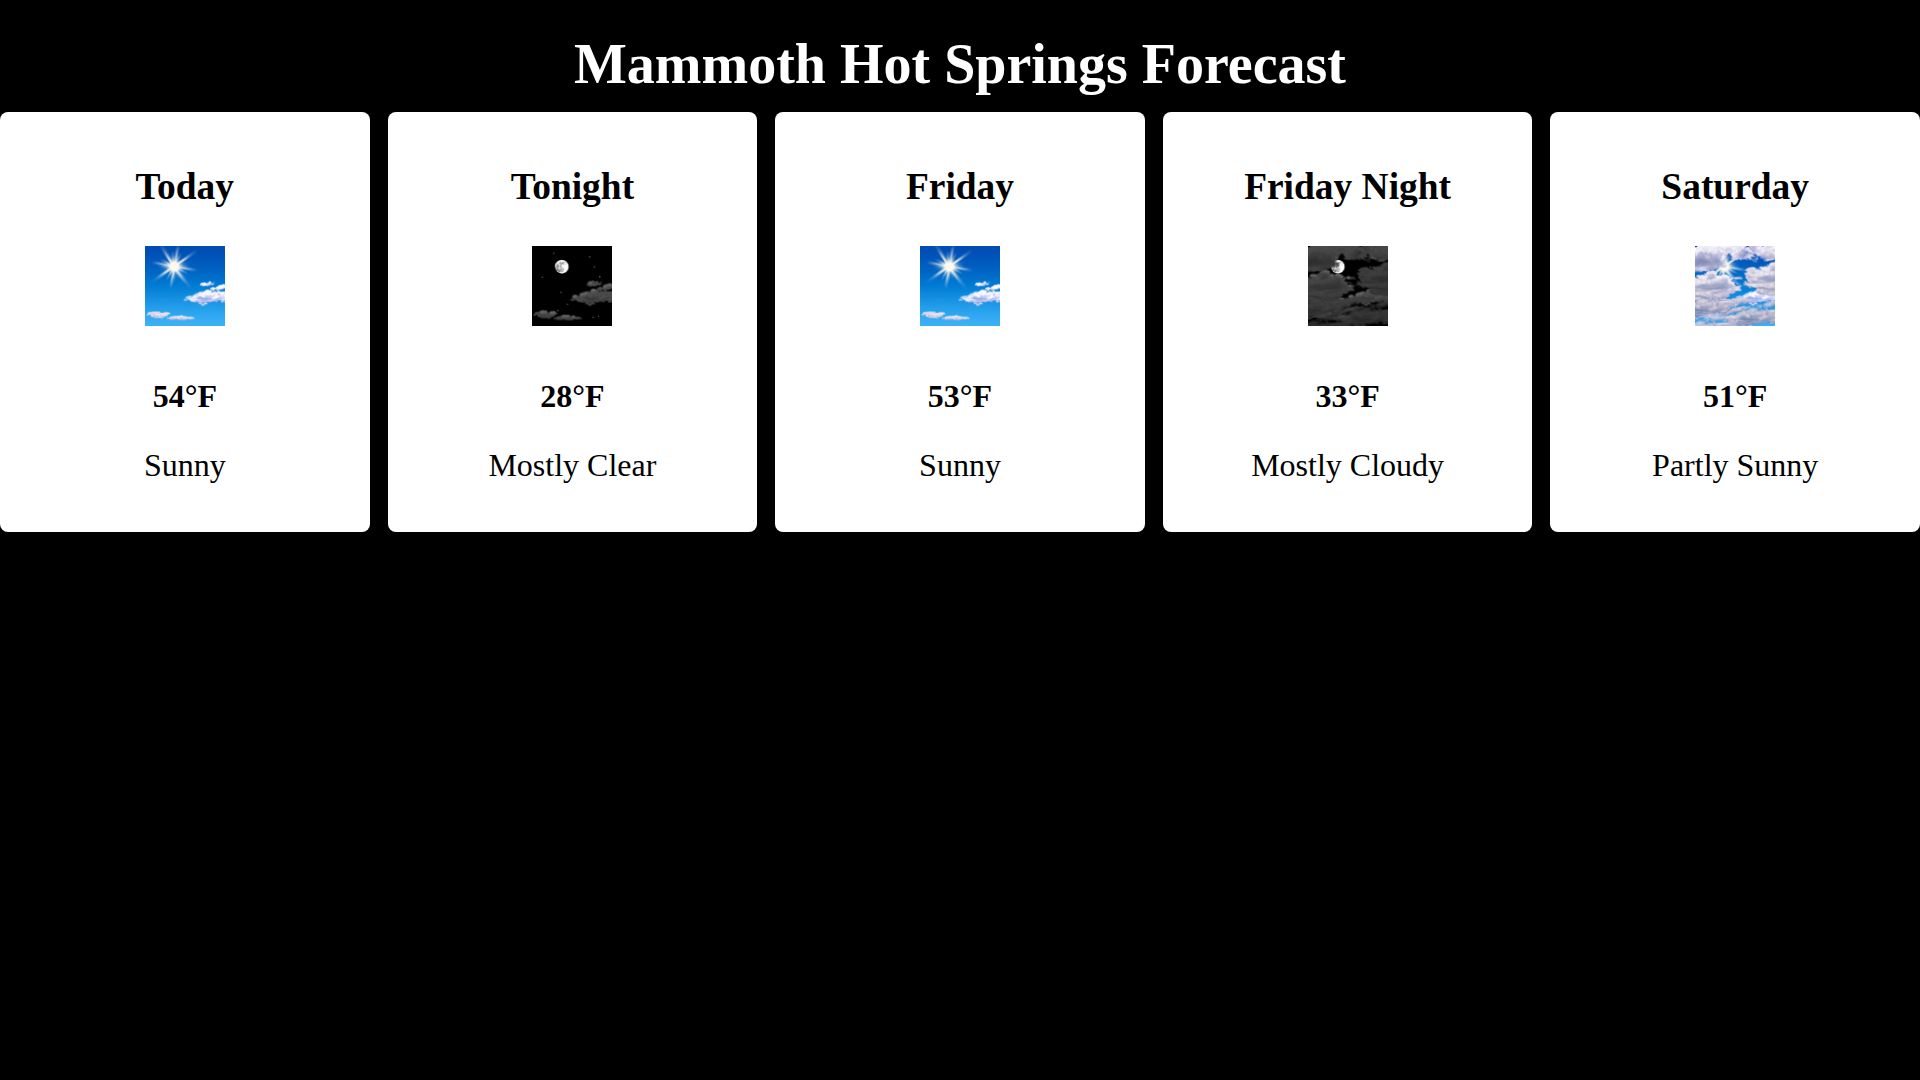 Mammoth Hot Springs Forecast
Today
54°F
Sunny
Tonight
28°F
Mostly Clear
Friday
53°F
Sunny
Friday Night
33°F
Mostly Cloudy
Saturday
51°F
Partly Sunny